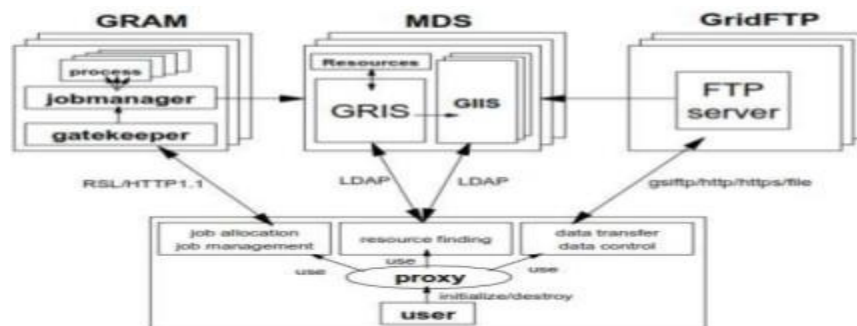 GRAM
MDS
GridFTP
process
jobmanager
gatekeeper
Resources
GRIS
GIIS
FTP
server
RSL/HTTP1.1
LDAP
LDAP
gsiftp/http/https/file
job allocation
job management
resource finding
data transfer
data control
use
use
use
proxy
initialize/destroy
user